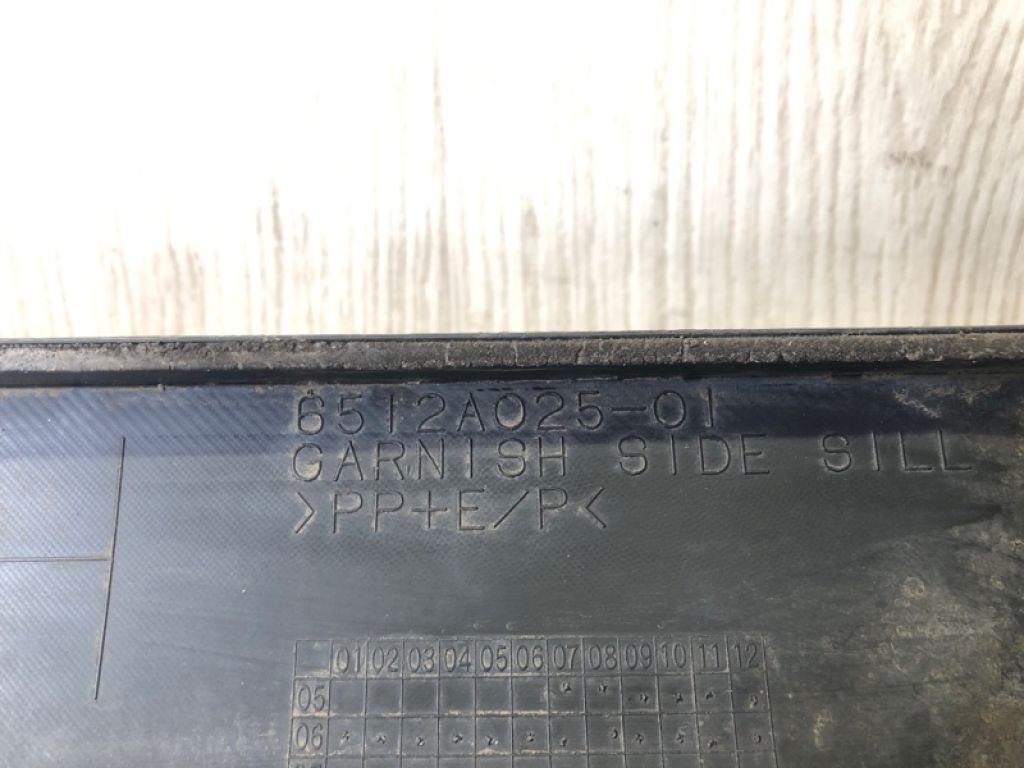 6512A025-01
GARNISH SIDE SILL
>PP+E/P<
01 02 03 04 05 06 07 08 09 10 11 12
05
06